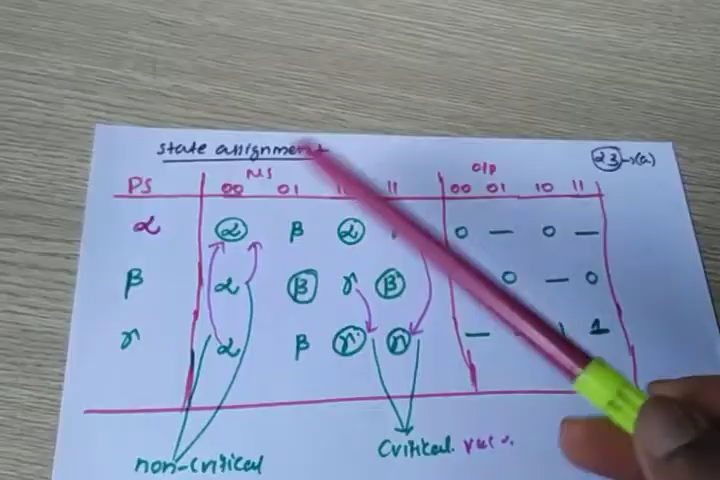 state assignment
23→(a)
PS NS O/P
00 01 11 00 01 10 11
α α β α 0 — 0 —
β α β r β 0 — 0
r α β r r — 1
non-critical
Critical